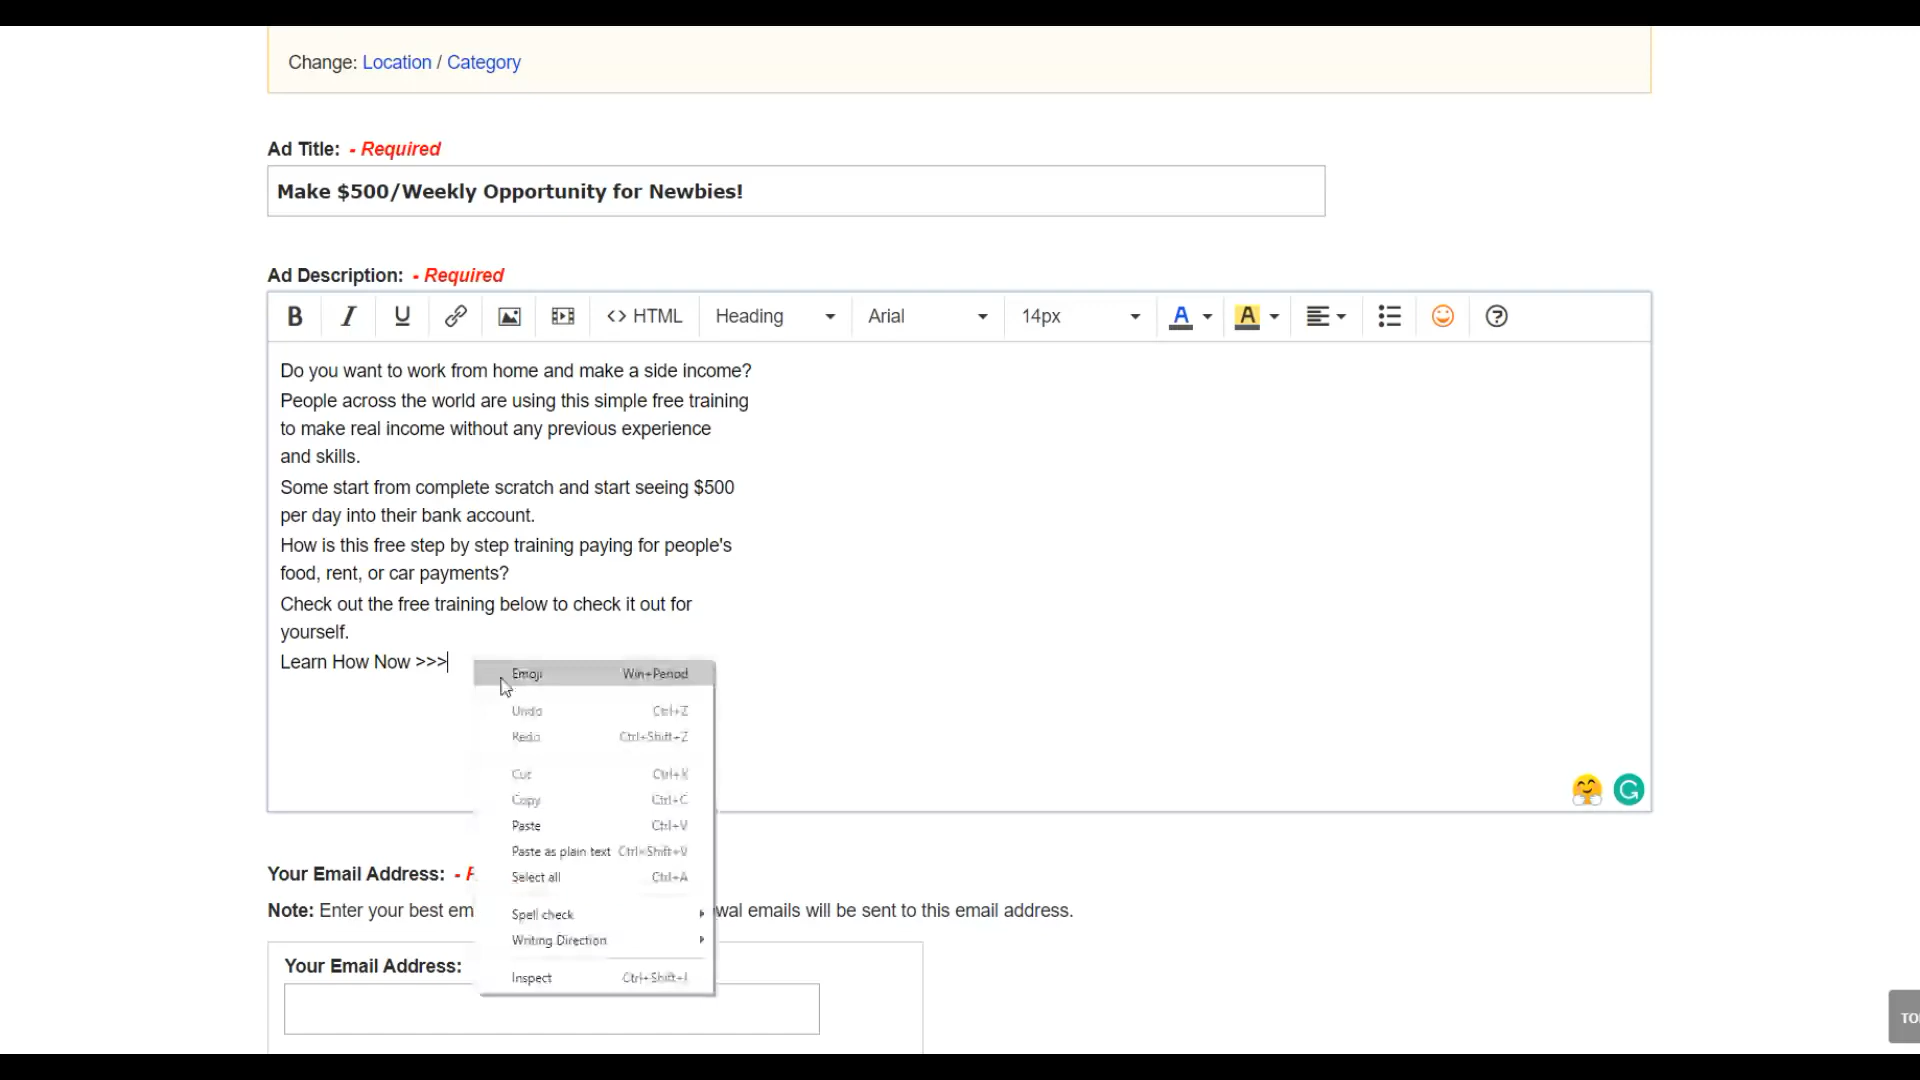 Change: Location / Category
Ad Title: - Required
Make $500/Weekly Opportunity for Newbies!
Ad Description: - Required
B I U <> HTML Heading Arial 14px A A
Do you want to work from home and make a side income?
People across the world are using this simple free training
to make real income without any previous experience
and skills.
Some start from complete scratch and start seeing $500
per day into their bank account.
How is this free step by step training paying for people's
food, rent, or car payments?
Check out the free training below to check it out for
yourself.
Learn How Now >>>
Emoji Win+Period
Undo Ctrl+Z
Redo Ctrl+Shift+Z
Cut Ctrl+X
Copy Ctrl+C
Paste Ctrl+V
Paste as plain text Ctrl+Shift+V
Select all Ctrl+A
Spell check
Writing Direction
Inspect Ctrl+Shift+I
Your Email Address: -
Note: Enter your best em
wal emails will be sent to this email address.
Your Email Address: